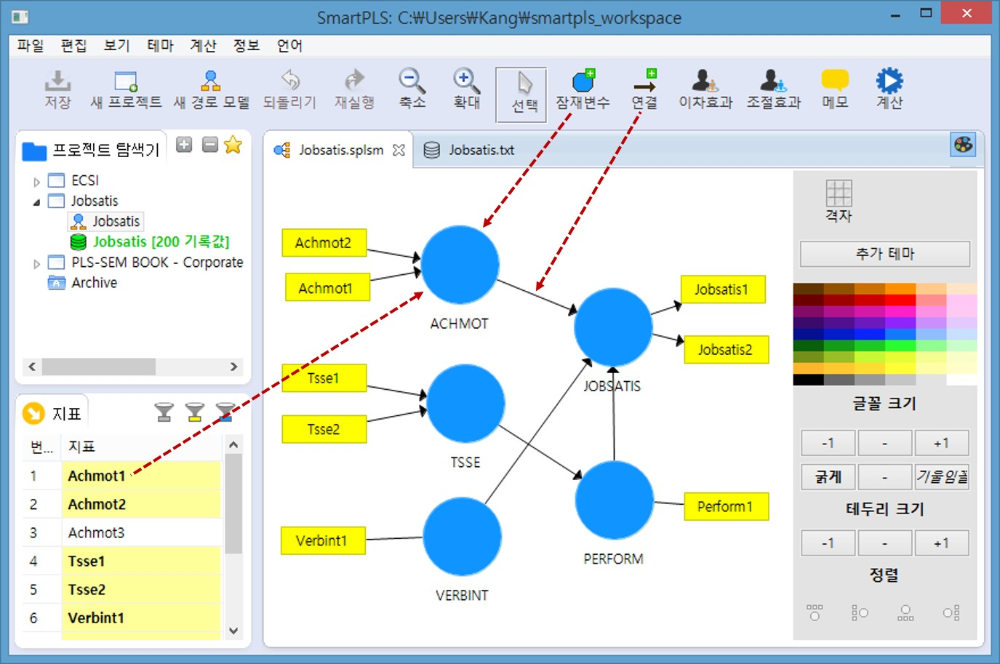 SmartPLS: C:₩Users₩Kang₩smartpls_workspace
파일 편집 보기 테마 계산 정보 언어
저장 새 프로젝트 새 경로 모델 되돌리기 재실행 축소 확대 선택 잠재변수 연결 이차효과 조절효과 메모 계산
프로젝트 탐색기
ECSI
Jobsatis
Jobsatis
Jobsatis [200 기록값]
PLS-SEM BOOK - Corporate
Archive
지표
번... 지표
1 Achmot1
2 Achmot2
3 Achmot3
4 Tsse1
5 Tsse2
6 Verbint1
Jobsatis.splsm Jobsatis.txt
Achmot2
Achmot1
ACHMOT
Jobsatis1
Jobsatis2
JOBSATIS
Tsse1
Tsse2
TSSE
Verbint1
VERBINT
Perform1
PERFORM
격자
추가 테마
글꼴 크기
-1 - +1
굵게 - 기울임꼴
테두리 크기
-1 - +1
정렬